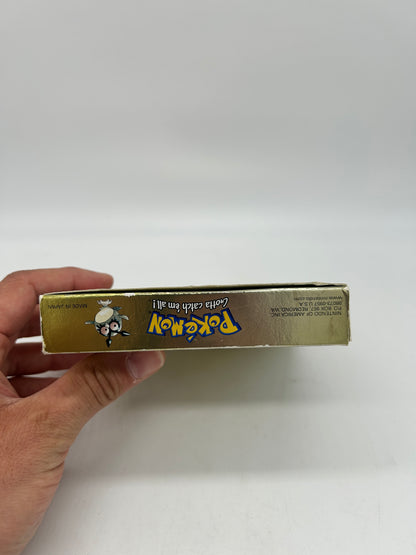 NINTENDO OF AMERICA INC.
P.O. BOX 957, REDMOND, WA
98073-0957 U.S.A.
www.nintendo.com
POKéMON
Gotta catch 'em all!
MADE IN JAPAN